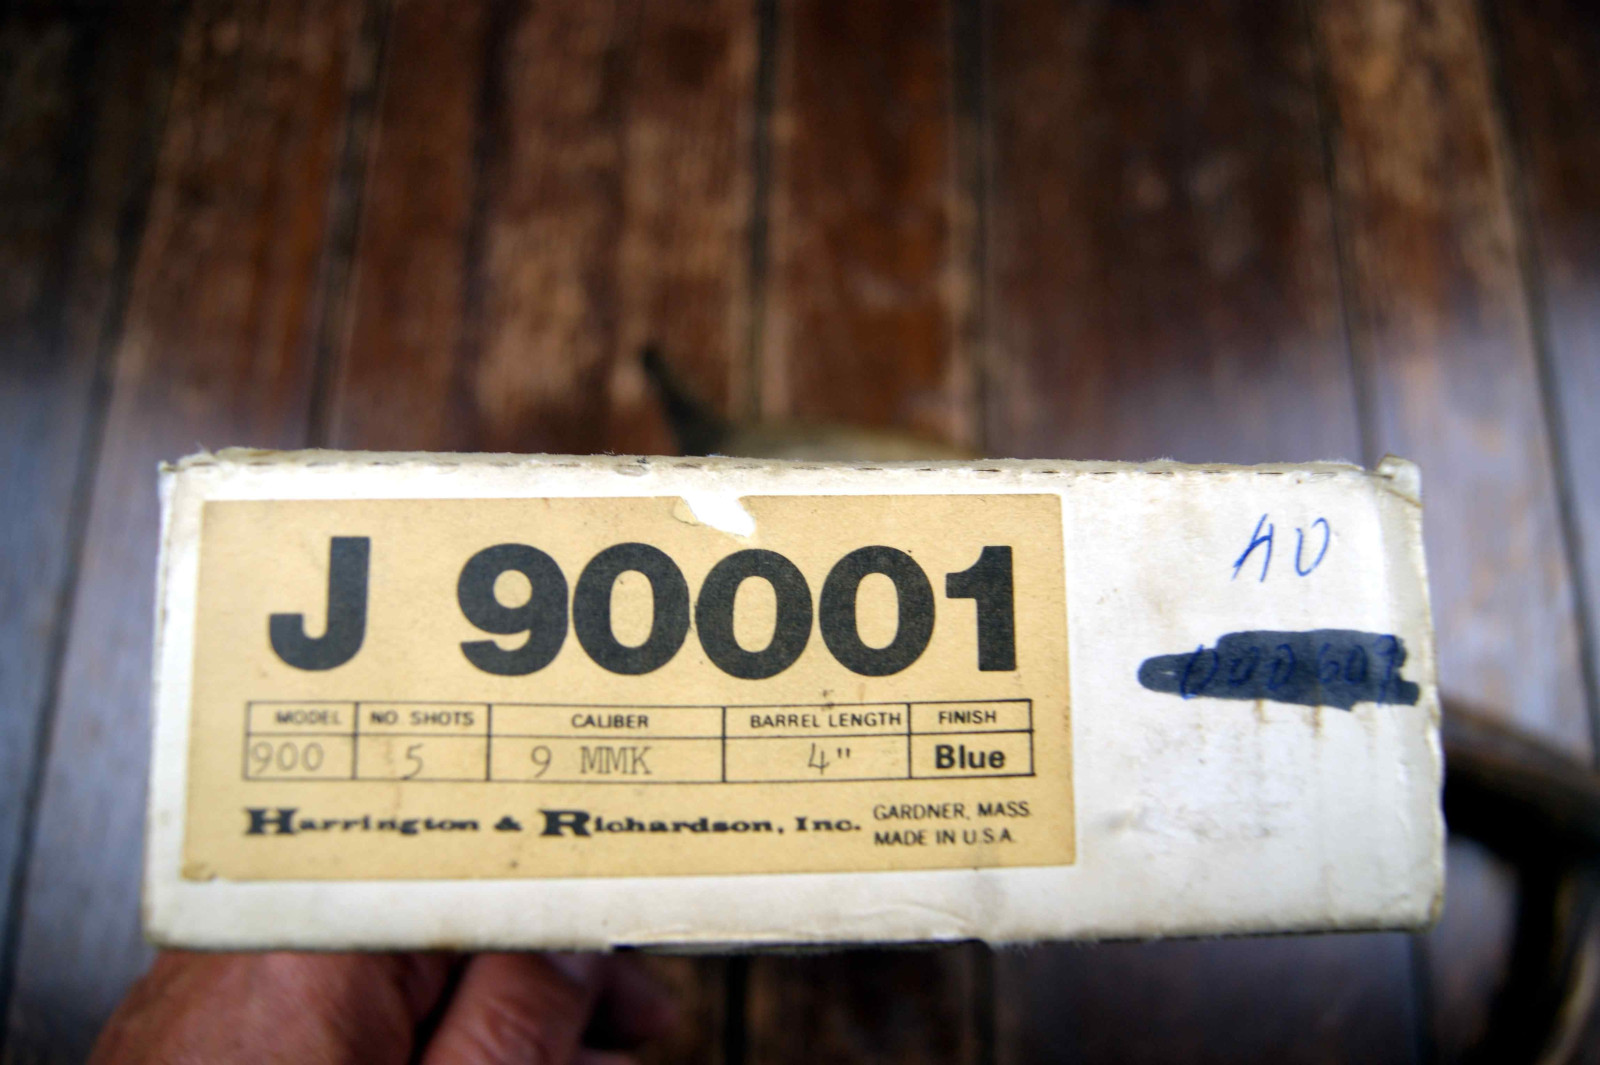 J 90001
MODEL NO. SHOTS CALIBER BARREL LENGTH FINISH
900 5 9 MMK 4" Blue
Harrington & Richardson, Inc. GARDNER, MASS.
MADE IN U.S.A.
AU